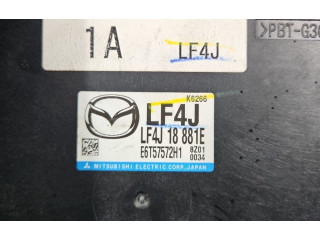 1A LF4J
>PBT-G3
K6266
LF4J
LF4J 18 881E
E6T57572H1 8Z01
0034
MITSUBISHI ELECTRIC CORP. JAPAN